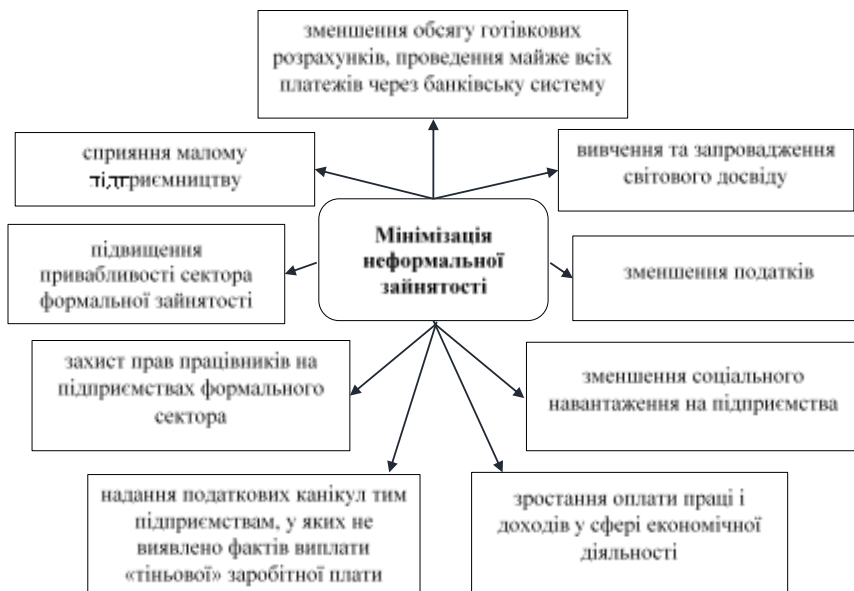 зменшення обсягу готівкових
розрахунків, проведення майже всіх
платежів через банківську систему
сприяння малому
підприємництву
вивчення та запровадження
світового досвіду
Мінімізація
неформальної
зайнятості
підвищення
привабливості сектора
формальної зайнятості
зменшення податків
захист прав працівників на
підприємствах формального
сектора
зменшення соціального
навантаження на підприємства
надання податкових канікул тим
підприємствам, у яких не
виявлено фактів виплати
«тіньової» заробітної плати
зростання оплати праці і
доходів у сфері економічної
діяльності